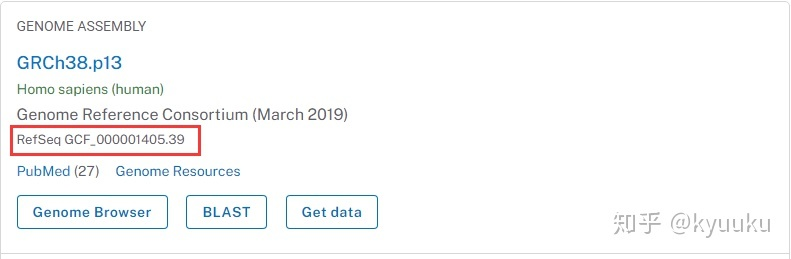 GENOME ASSEMBLY
GRCh38.p13
Homo sapiens (human)
Genome Reference Consortium (March 2019)
RefSeq GCF_000001405.39
PubMed (27) Genome Resources
Genome Browser BLAST Get data
知乎 @kyuuku